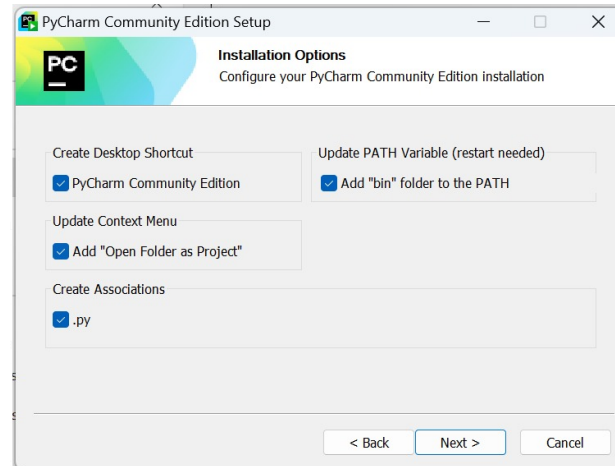 PyCharm Community Edition Setup
PC
Installation Options
Configure your PyCharm Community Edition installation
PC
Create Desktop Shortcut
PyCharm Community Edition
Update PATH Variable (restart needed)
Add "bin" folder to the PATH
Update Context Menu
Add "Open Folder as Project"
Create Associations
.py
< Back
Next >
Cancel